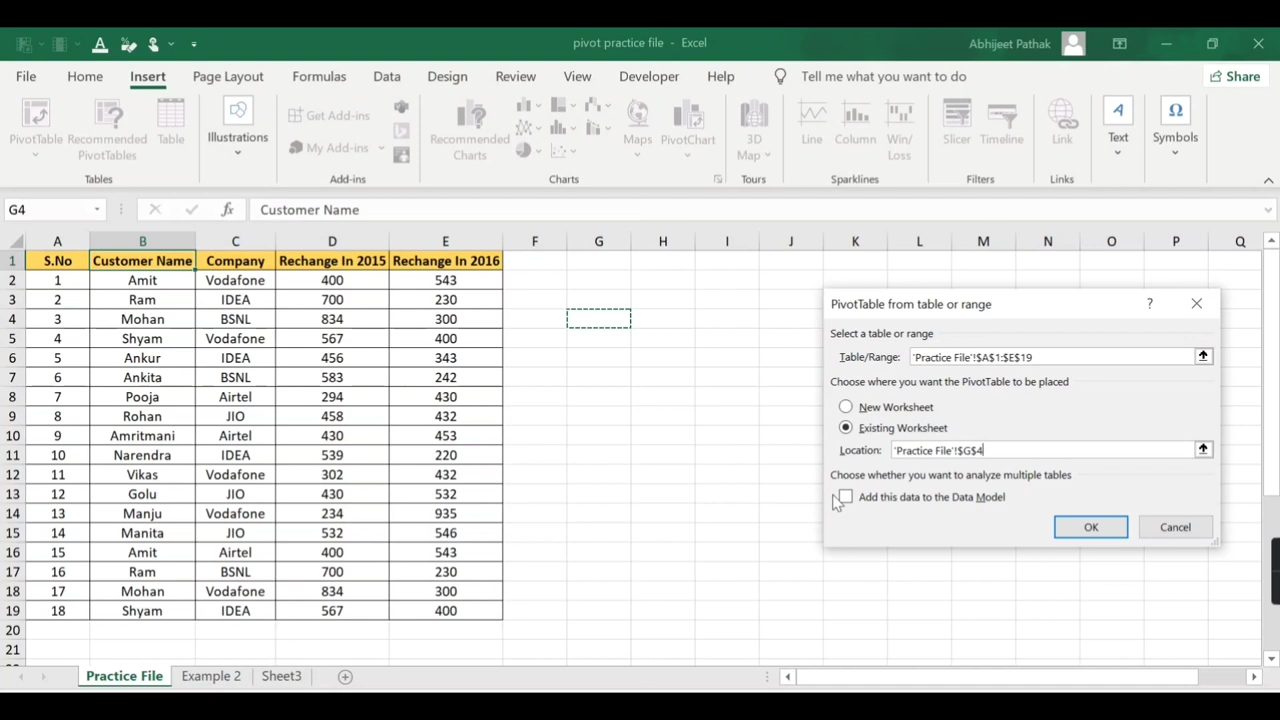 pivot practice file - Excel
Abhijeet Pathak
File Home Insert Page Layout Formulas Data Design Review View Developer Help Tell me what you want to do Share
PivotTable
Recommended PivotTables
Table
Tables
Illustrations
Get Add-ins
My Add-ins
Add-ins
Recommended Charts
Maps
PivotChart
Charts
3D Map
Tours
Line
Column
Win/Loss
Sparklines
Slicer
Timeline
Filters
Link
Links
Text
Symbols
G4 fx Customer Name
A B C D E F G H I J K L M N O P Q
1 S.No Customer Name Company Rechange In 2015 Rechange In 2016
2 1 Amit Vodafone 400 543
3 2 Ram IDEA 700 230
4 3 Mohan BSNL 834 300
5 4 Shyam Vodafone 567 400
6 5 Ankur IDEA 456 343
7 6 Ankita BSNL 583 242
8 7 Pooja Airtel 294 430
9 8 Rohan JIO 458 432
10 9 Amritmani Airtel 430 453
11 10 Narendra IDEA 539 220
12 11 Vikas Vodafone 302 432
13 12 Golu JIO 430 532
14 13 Manju Vodafone 234 935
15 14 Manita JIO 532 546
16 15 Amit Airtel 400 543
17 16 Ram BSNL 700 230
18 17 Mohan Vodafone 834 300
19 18 Shyam IDEA 567 400
20
21
PivotTable from table or range ?
Select a table or range
Table/Range: 'Practice File'!$A$1:$E$19
Choose where you want the PivotTable to be placed
New Worksheet
Existing Worksheet
Location: 'Practice File'!$G$4
Choose whether you want to analyze multiple tables
Add this data to the Data Model
OK Cancel
Practice File Example 2 Sheet3